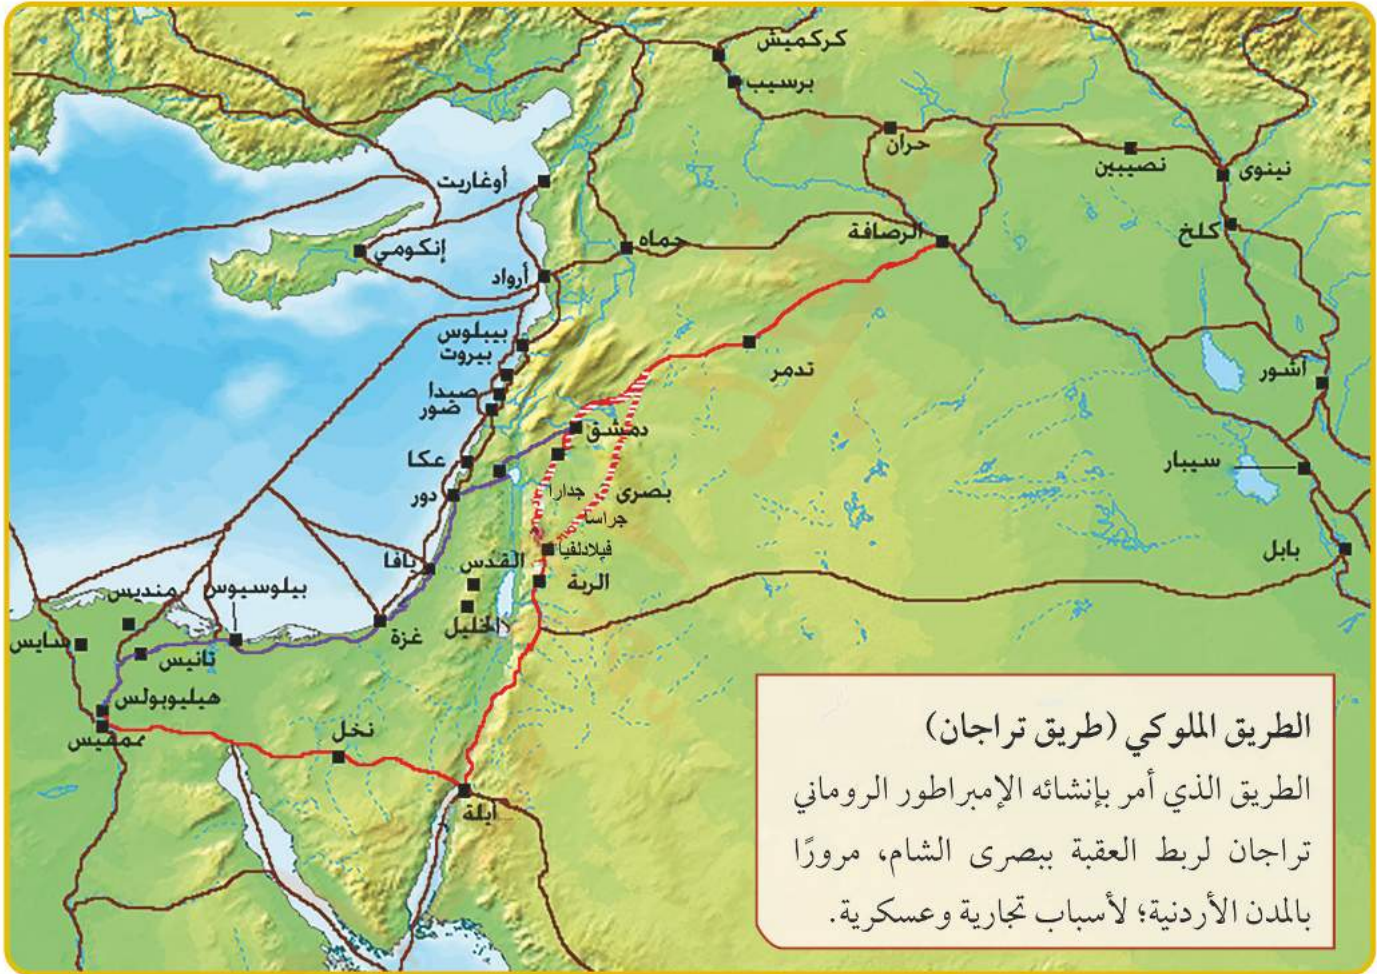 كركميش
برسيب
حران
نصيبين
نينوى
أوغاريت
كلخ
الرصافة
حماه
إنكومي
أرواد
بيبلوس
بيروت
تدمر
آشور
صيدا
صور
دمشق
عكا
سيبار
دور
جدارا
بصرى
جراسا
فيلادلفيا
بابل
يافا
القدس
الربة
منديس
بيلوسيوس
الخليل
غزة
سايس
تانيس
هيليوبولس
ممفيس
نخل
ايلة
الطريق الملوكي (طريق تراجان)
الطريق الذي أمر بإنشائه الإمبراطور الروماني
تراجان لربط العقبة ببصرى الشام، مرورًا
بالمدن الأردنية؛ لأسباب تجارية وعسكرية.